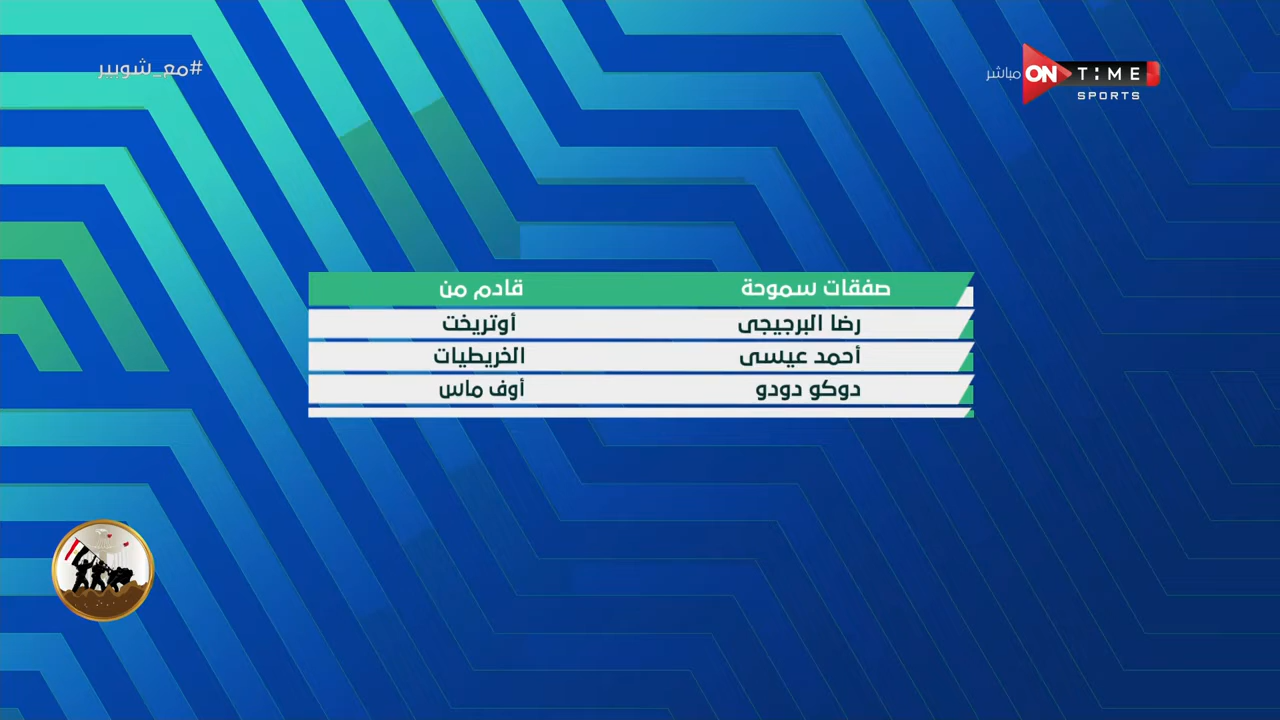 #مع_شوبير
مباشر ON TIME
SPORTS
صفقات سموحة قادم من
رضا البرجيجى أوتريخت
أحمد عيسى الخريطيات
دوكو دودو أوف ماس